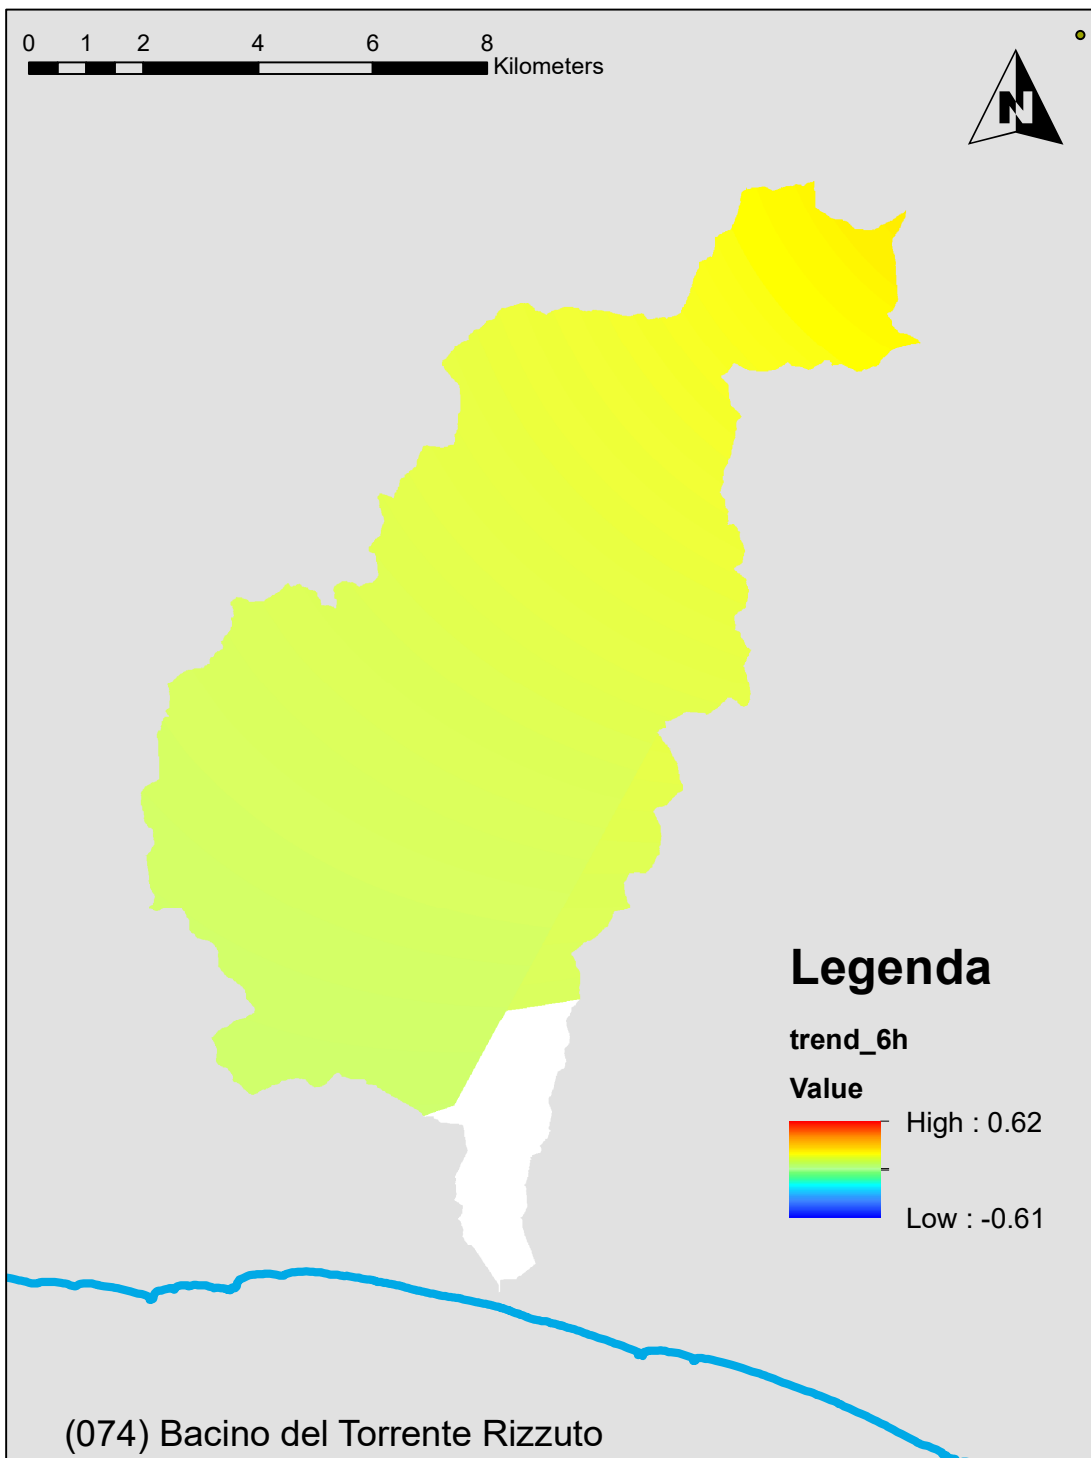 0 1 2 4 6 8
Kilometers
N
Legenda
trend_6h
Value
High : 0.62
Low : -0.61
(074) Bacino del Torrente Rizzuto